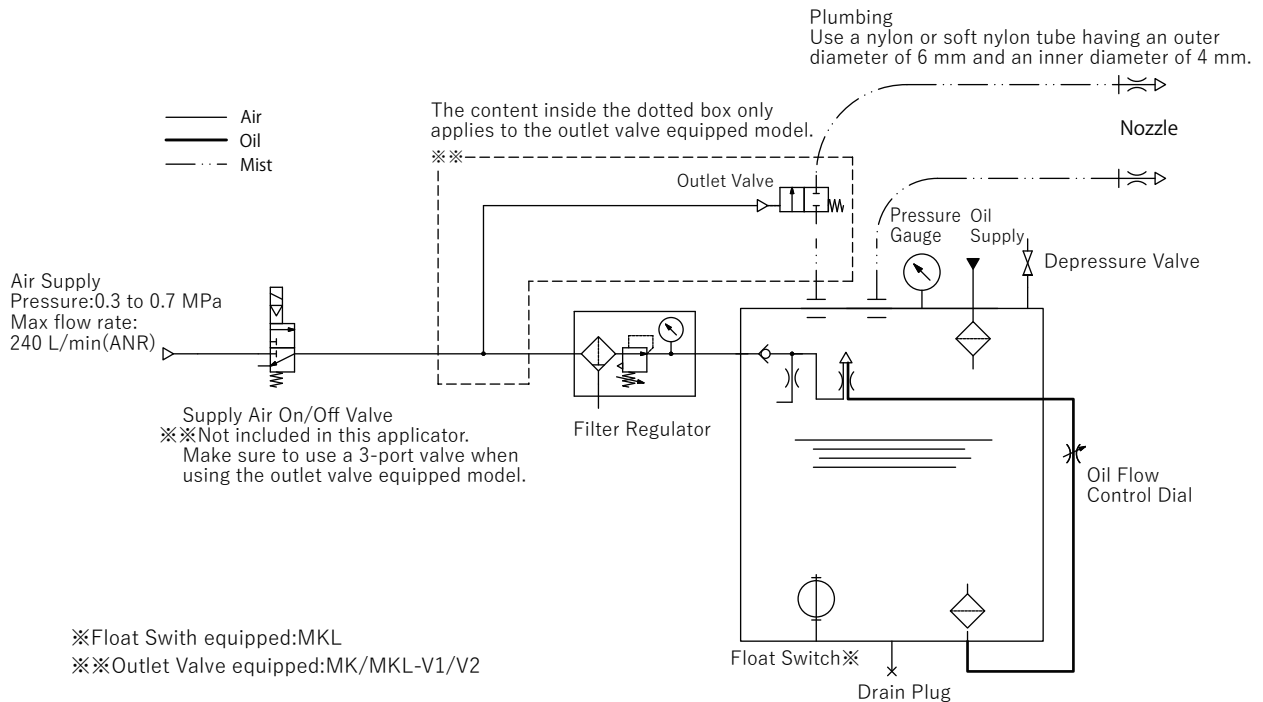 Plumbing
Use a nylon or soft nylon tube having an outer
diameter of 6 mm and an inner diameter of 4 mm.
Air
Oil
Mist
The content inside the dotted box only
applies to the outlet valve equipped model.
※※
Nozzle
Outlet Valve
Pressure
Gauge
Oil
Supply
Depressure Valve
Air Supply
Pressure:0.3 to 0.7 MPa
Max flow rate:
240 L/min(ANR)
Supply Air On/Off Valve
※※Not included in this applicator.
Make sure to use a 3-port valve when
using the outlet valve equipped model.
Filter Regulator
Oil Flow
Control Dial
Float Switch※
Drain Plug
※Float Swith equipped:MKL
※※Outlet Valve equipped:MK/MKL-V1/V2